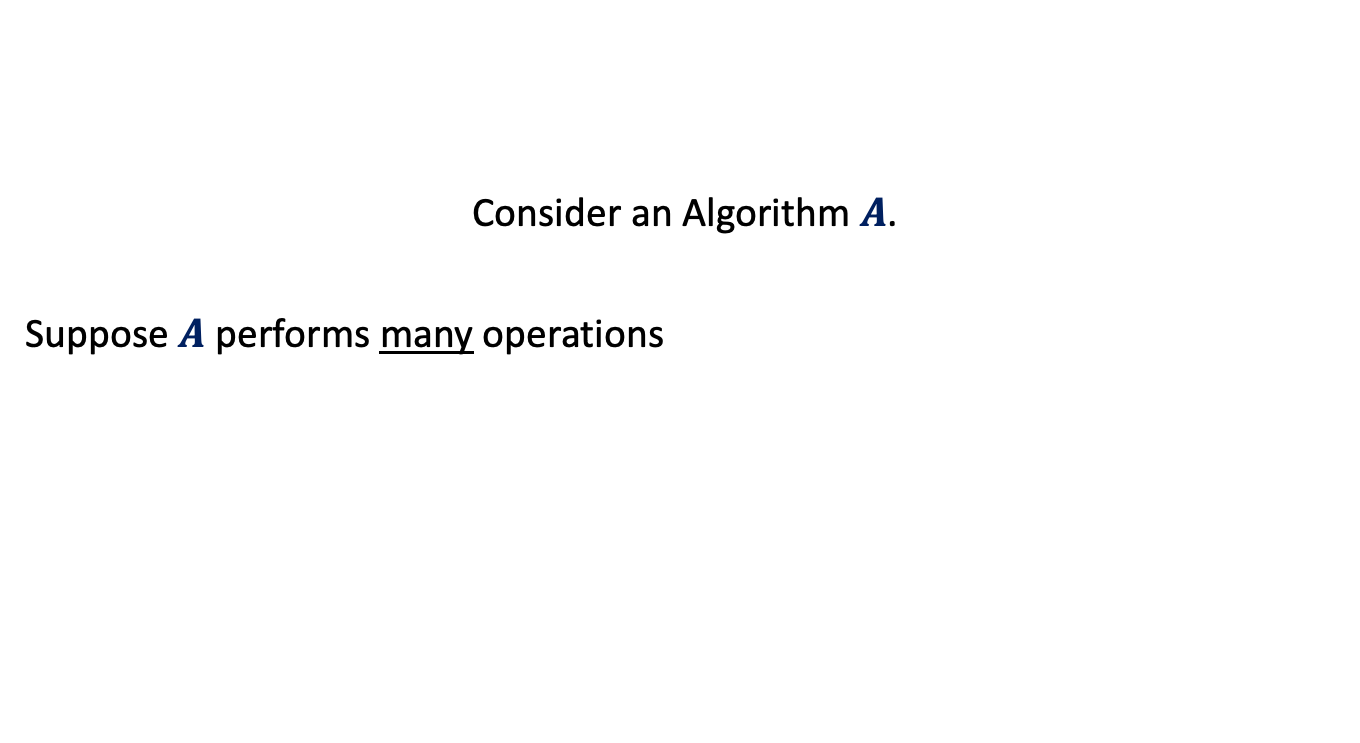 Consider an Algorithm A.
Suppose A performs many operations